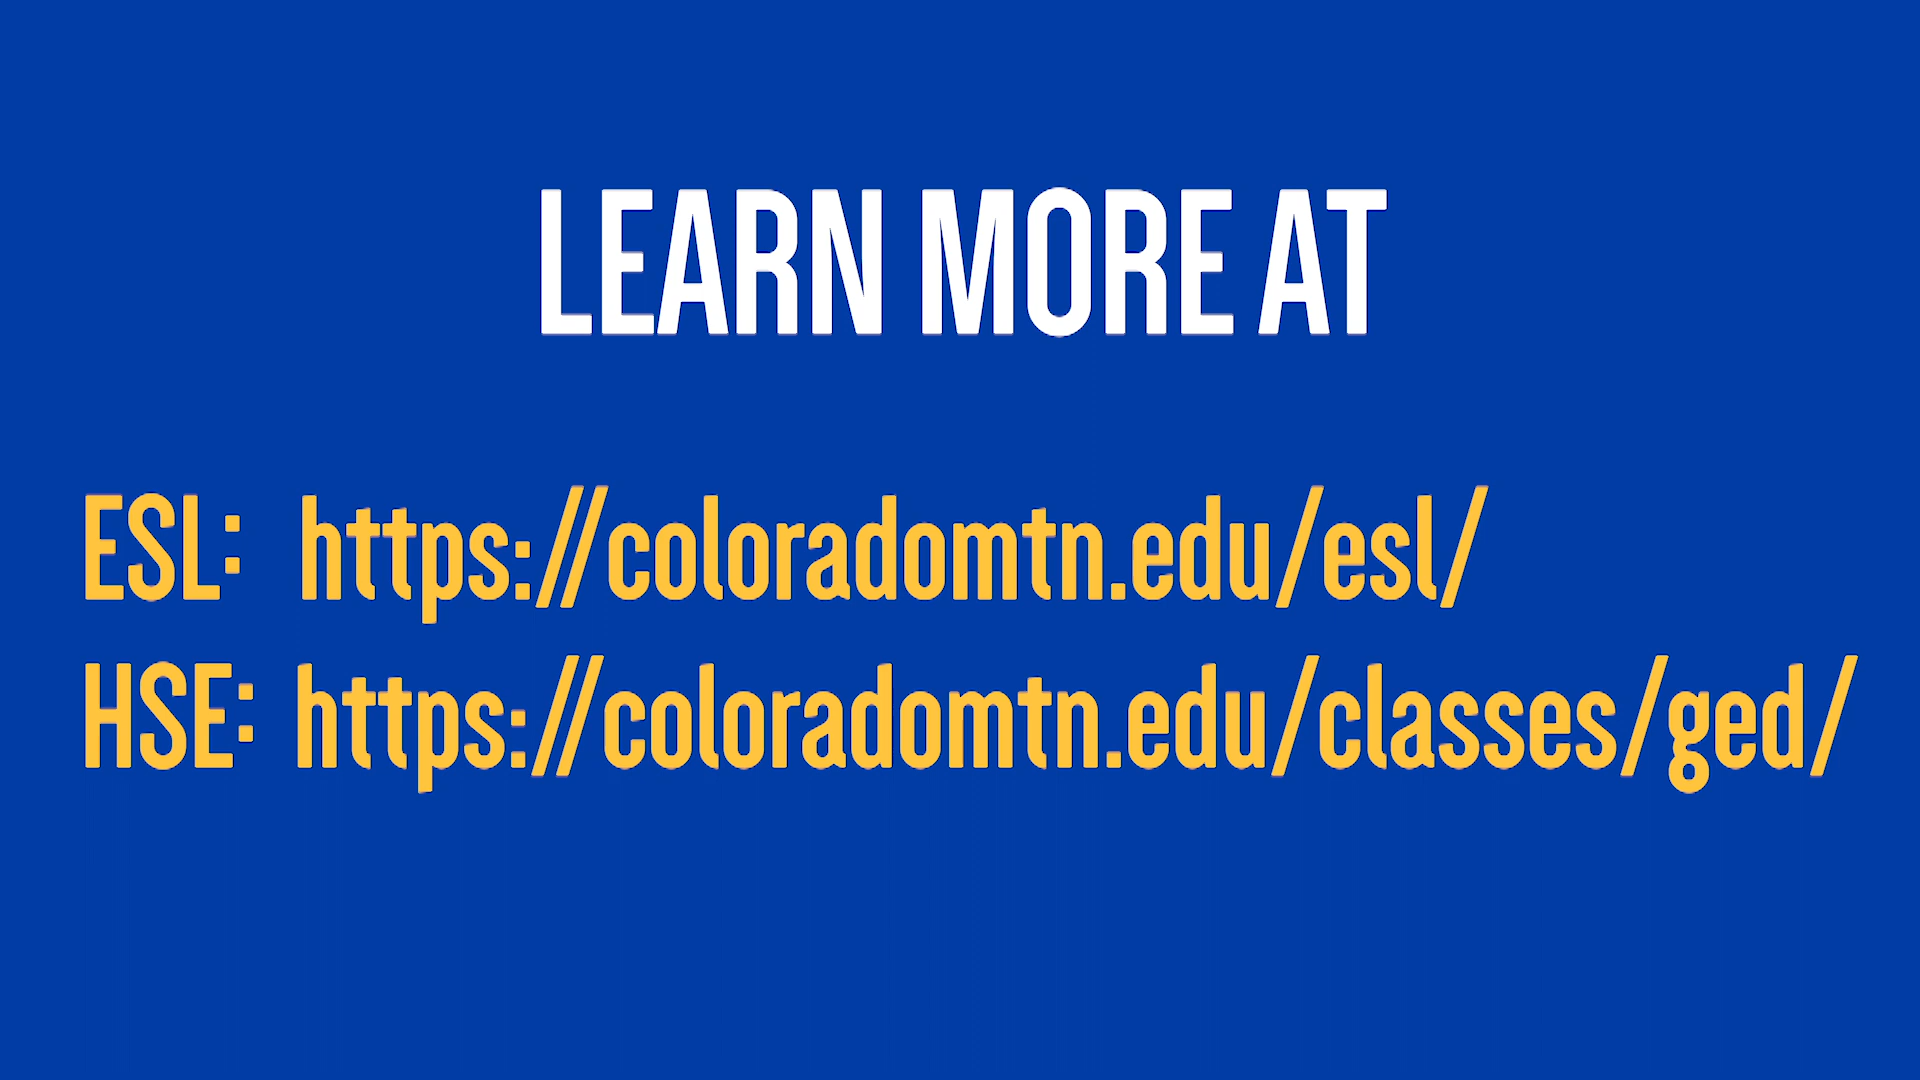 LEARN MORE AT
ESL: https://coloradomtn.edu/esl/
HSE: https://coloradomtn.edu/classes/ged/